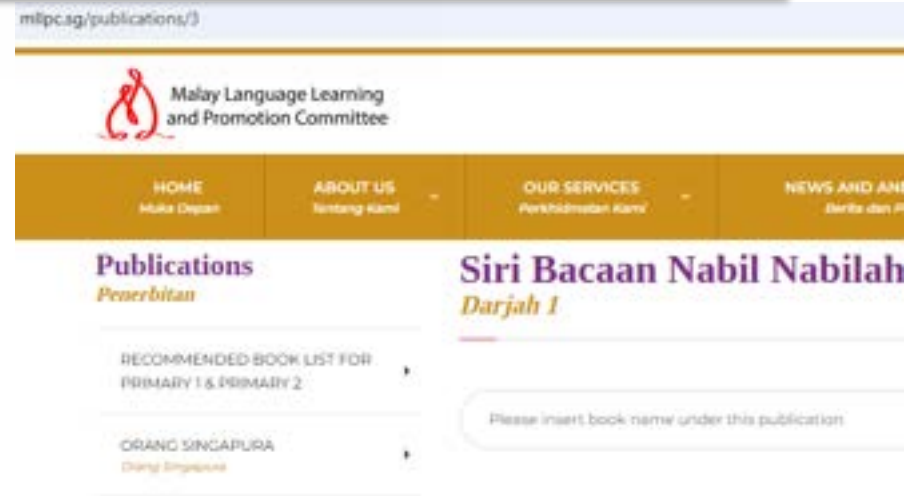 mllpc.sg/publications/3
Malay Language Learning
and Promotion Committee
HOME
Muka Depan
ABOUT US
Tentang Kami
OUR SERVICES
Perkhidmatan Kami
NEWS AND
Berita dan
Publications
Penerbitan
Siri Bacaan Nabil Nabilah
Darjah 1
RECOMMENDED BOOK LIST FOR
PRIMARY 1 & PRIMARY 2
Please insert book name under this publication
ORANG SINGAPURA
Orang Singapura